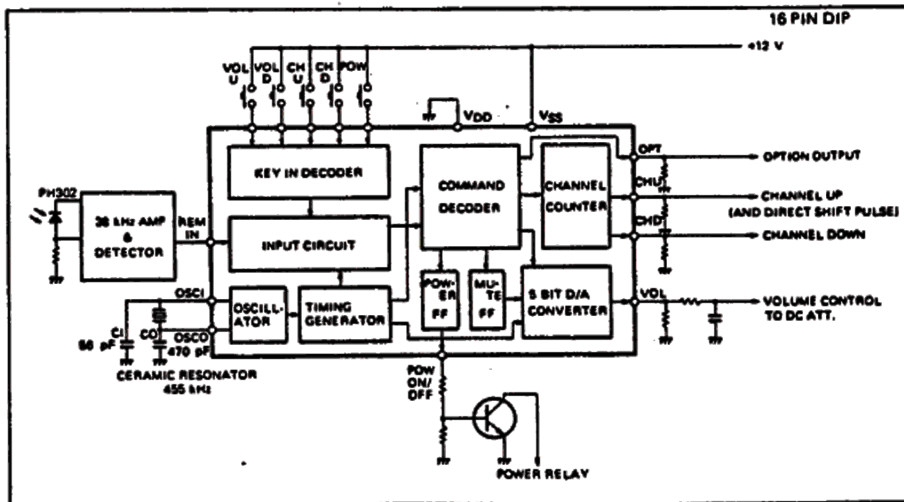 16 PIN DIP
+12 V
VOL U
VOL D
CH U
CH D
POW
VDD
VSS
KEY IN DECODER
COMMAND
DECODER
CHANNEL
COUNTER
OPT
OPTION OUTPUT
CHU
CHANNEL UP
(AND DIRECT SHIFT PULSE)
CHD
CHANNEL DOWN
PH302
38 kHz AMP
&
DETECTOR
REM
IN
INPUT CIRCUIT
OSCI
OSCILL-
ATOR
TIMING
GENERATOR
POW-
ER
FF
MU-
TE
FF
5 BIT D/A
CONVERTER
VOL
VOLUME CONTROL
TO DC ATT.
CI
56 pF
CO
470 pF
OSCO
CERAMIC RESONATOR
455 kHz
POW
ON/
OFF
POWER RELAY